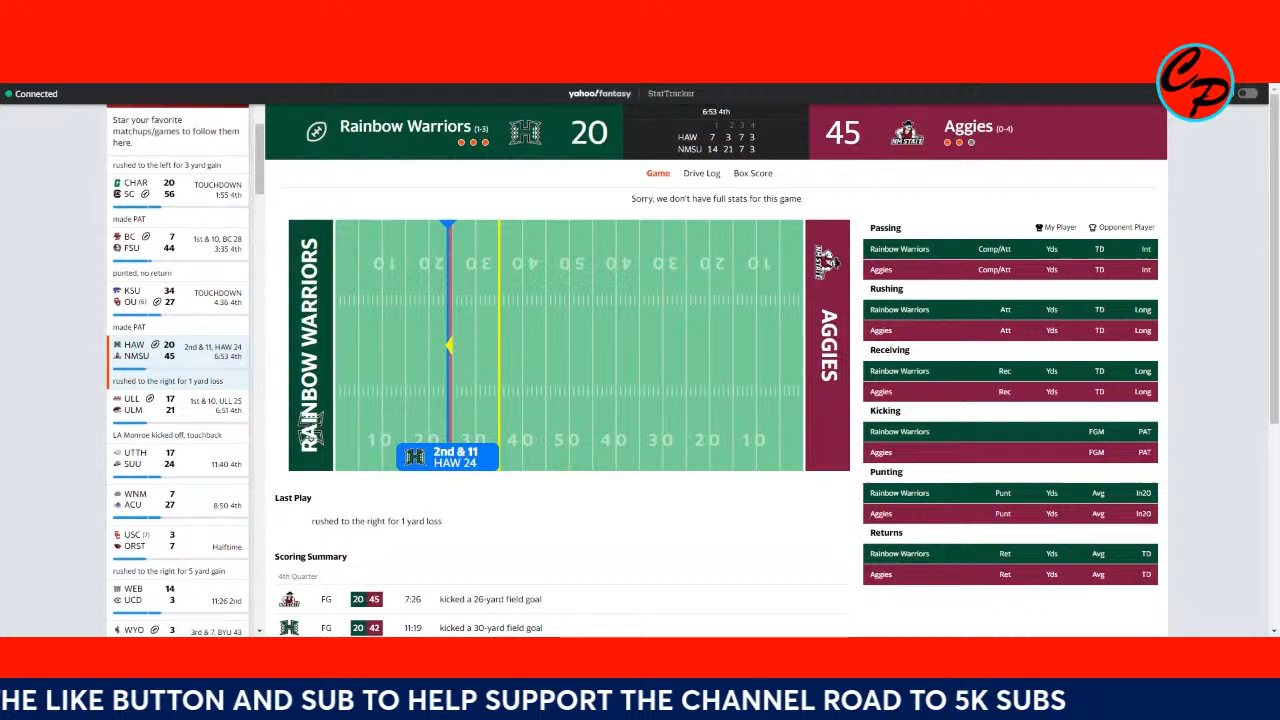 CP
Connected
yahoo!fantasy StatTracker
Star your favorite
matchups/games to follow them
here.
rushed to the left for 3 yard gain
CHAR 20 TOUCHDOWN
SC 56 1:55 4th
made PAT
BC 7 1st & 10, BC 28
FSU 44 3:35 4th
punted, no return
KSU 34 TOUCHDOWN
OU (6) 27 4:36 4th
made PAT
HAW 20 2nd & 11, HAW 24
NMSU 45 6:53 4th
rushed to the right for 1 yard loss
ULL 17 1st & 10, ULL 25
ULM 21 6:51 4th
LA Monroe kicked off, touchback
UTTH 17
SUU 24 11:40 4th
WNM 7
ACU 27 8:50 4th
USC (7) 3
ORST 7 Halftime
rushed to the right for 5 yard gain
WEB 14
UCD 3 11:26 2nd
WYO 3 3rd & 7, BYU 43
Rainbow Warriors (1-3) H 20
6:53 4th
1 2 3 4
HAW 7 3 7 3
NMSU 14 21 7 3
45 NM STATE Aggies (0-4)
Game Drive Log Box Score
Sorry, we don't have full stats for this game
RAINBOW WARRIORS
10 20 30 40 50 40 30 20 10
10 20 30 40 50 40 30 20 10
AGGIES
2nd & 11
HAW 24
Last Play
rushed to the right for 1 yard loss
Scoring Summary
4th Quarter
FG 20 45 7:26 kicked a 26-yard field goal
FG 20 42 11:19 kicked a 30-yard field goal
Passing My Player Opponent Player
Rainbow Warriors Comp/Att Yds TD Int
Aggies Comp/Att Yds TD Int
Rushing
Rainbow Warriors Att Yds TD Long
Aggies Att Yds TD Long
Receiving
Rainbow Warriors Rec Yds TD Long
Aggies Rec Yds TD Long
Kicking
Rainbow Warriors FGM PAT
Aggies FGM PAT
Punting
Rainbow Warriors Punt Yds Avg In20
Aggies Punt Yds Avg In20
Returns
Rainbow Warriors Ret Yds Avg TD
Aggies Ret Yds Avg TD
HE LIKE BUTTON AND SUB TO HELP SUPPORT THE CHANNEL ROAD TO 5K SUBS